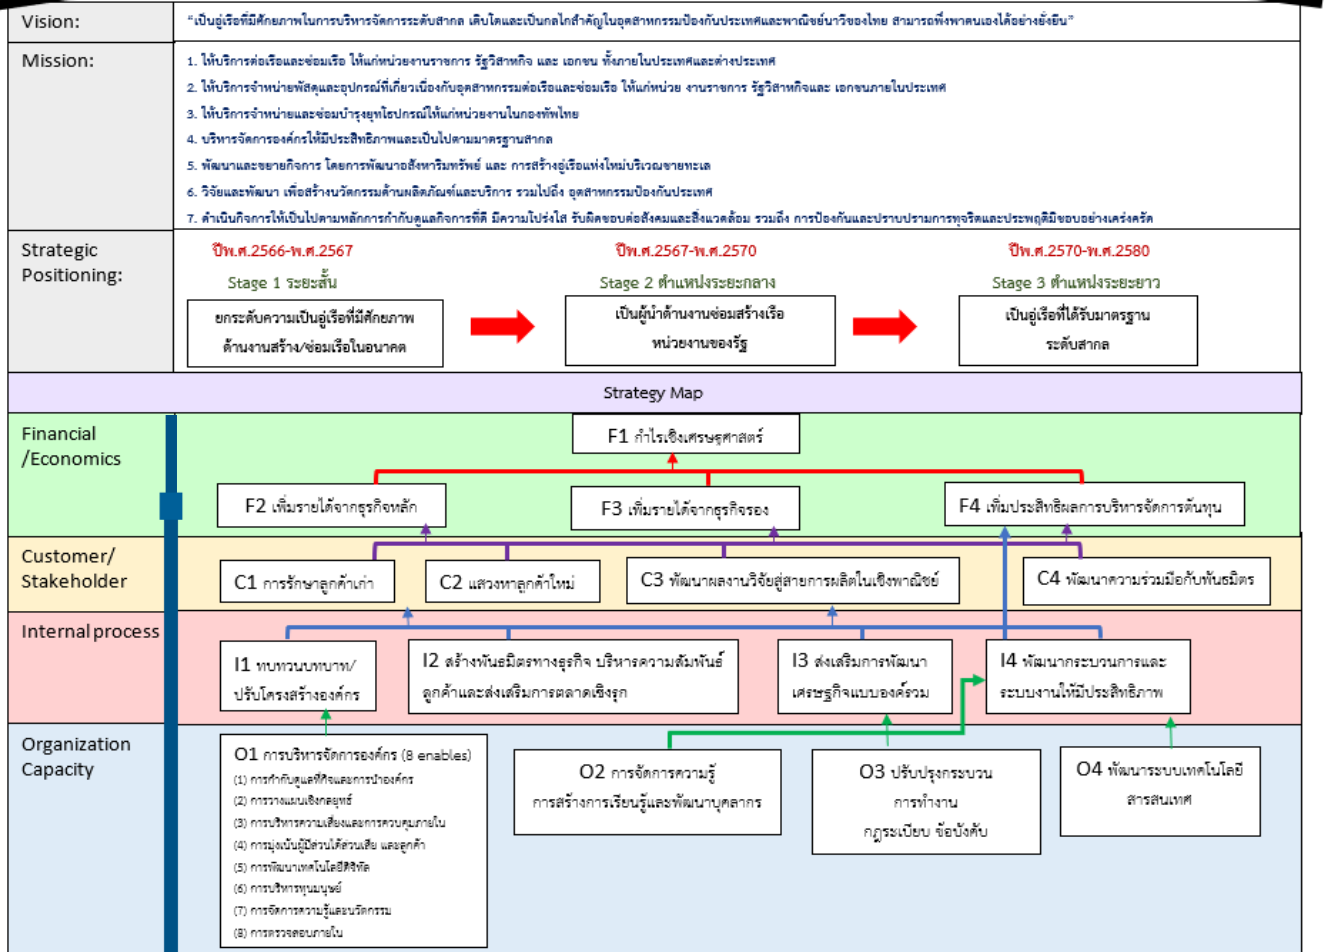 Vision:
“เป็นอู่เรือที่มีศักยภาพในการบริหารจัดการระดับสากล เติบโตและเป็นกลไกสำคัญในอุตสาหกรรมป้องกันประเทศและพาณิชย์นาวีของไทย สามารถพึ่งพาตนเองได้อย่างยั่งยืน”
Mission:
1. ให้บริการต่อเรือและซ่อมเรือ ให้แก่หน่วยงานราชการ รัฐวิสาหกิจ และ เอกชน ทั้งภายในประเทศและต่างประเทศ
2. ให้บริการจำหน่ายพัสดุและอุปกรณ์ที่เกี่ยวเนื่องกับอุตสาหกรรมต่อเรือและซ่อมเรือ ให้แก่หน่วย งานราชการ รัฐวิสาหกิจและ เอกชนภายในประเทศ
3. ให้บริการจำหน่ายและซ่อมบำรุงยุทโธปกรณ์ให้แก่หน่วยงานในกองทัพไทย
4. บริหารจัดการองค์กรให้มีประสิทธิภาพและเป็นไปตามมาตรฐานสากล
5. พัฒนาและขยายกิจการ โดยการพัฒนาอสังหาริมทรัพย์ และ การสร้างอู่เรือแห่งใหม่บริเวณชายทะเล
6. วิจัยและพัฒนา เพื่อสร้างนวัตกรรมด้านผลิตภัณฑ์และบริการ รวมไปถึง อุตสาหกรรมป้องกันประเทศ
7. ดำเนินกิจการให้เป็นไปตามหลักการกำกับดูแลกิจการที่ดี มีความโปร่งใส รับผิดชอบต่อสังคมและสิ่งแวดล้อม รวมถึง การป้องกันและปราบปรามการทุจริตและประพฤติมิชอบอย่างเคร่งครัด
Strategic
Positioning:
ปีพ.ศ.2566-พ.ศ.2567
Stage 1 ระยะสั้น
ยกระดับความเป็นอู่เรือที่มีศักยภาพ
ด้านงานสร้าง/ซ่อมเรือในอนาคต
ปีพ.ศ.2567-พ.ศ.2570
Stage 2 ตำแหน่งระยะกลาง
เป็นผู้นำด้านงานซ่อมสร้างเรือ
หน่วยงานของรัฐ
ปีพ.ศ.2570-พ.ศ.2580
Stage 3 ตำแหน่งระยะยาว
เป็นอู่เรือที่ได้รับมาตรฐาน
ระดับสากล
Strategy Map
Financial
/Economics
F1 กำไรเชิงเศรษฐศาสตร์
F2 เพิ่มรายได้จากธุรกิจหลัก
F3 เพิ่มรายได้จากธุรกิจรอง
F4 เพิ่มประสิทธิผลการบริหารจัดการต้นทุน
Customer/
Stakeholder
C1 การรักษาลูกค้าเก่า
C2 แสวงหาลูกค้าใหม่
C3 พัฒนาผลงานวิจัยสู่สายการผลิตในเชิงพาณิชย์
C4 พัฒนาความร่วมมือกับพันธมิตร
Internal process
I1 ทบทวนบทบาท/
ปรับโครงสร้างองค์กร
I2 สร้างพันธมิตรทางธุรกิจ บริหารความสัมพันธ์
ลูกค้าและส่งเสริมการตลาดเชิงรุก
I3 ส่งเสริมการพัฒนา
เศรษฐกิจแบบองค์รวม
I4 พัฒนากระบวนการและ
ระบบงานให้มีประสิทธิภาพ
Organization
Capacity
O1 การบริหารจัดการองค์กร (8 enables)
(1) การกำกับดูแลที่ดีและการนำองค์กร
(2) การวางแผนเชิงกลยุทธ์
(3) การบริหารความเสี่ยงและการควบคุมภายใน
(4) การมุ่งเน้นผู้มีส่วนได้ส่วนเสีย และลูกค้า
(5) การพัฒนาเทคโนโลยีดิจิทัล
(6) การบริหารทุนมนุษย์
(7) การจัดการความรู้และนวัตกรรม
(8) การตรวจสอบภายใน
O2 การจัดการความรู้
การสร้างการเรียนรู้และพัฒนาบุคลากร
O3 ปรับปรุงกระบวน
การทำงาน
กฎระเบียบ ข้อบังคับ
O4 พัฒนาระบบเทคโนโลยี
สารสนเทศ